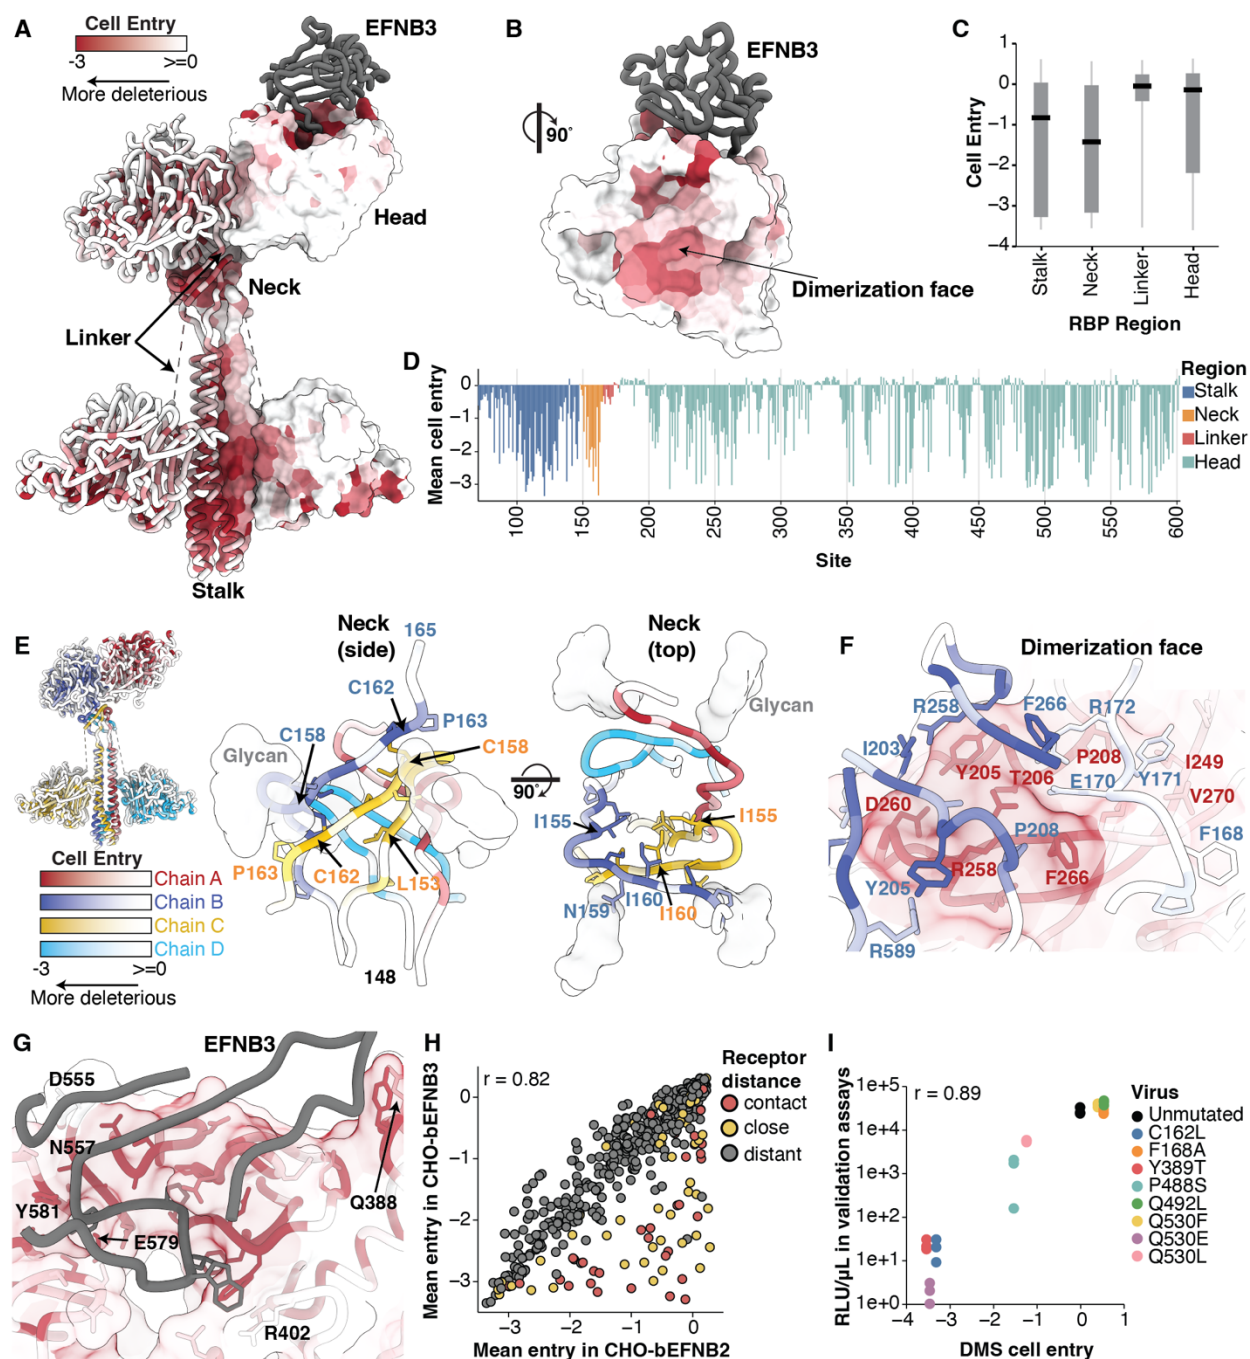 A
Cell Entry
-3 >=0
More deleterious
EFNB3
Head
Neck
Linker
Stalk
B
90°
EFNB3
Dimerization face
C
Cell Entry
1
0
−1
−2
−3
−4
Stalk
Neck
Linker
Head
RBP Region
D
Mean cell entry
0
−1
−2
−3
100 150 200 250 300 350 400 450 500 550 600
Site
Region
Stalk
Neck
Linker
Head
E
Cell Entry
Chain A
Chain B
Chain C
Chain D
-3 >=0
More deleterious
Neck
(side)
165
C162
P163
C158
C158
Glycan
P163
C162
L153
148
90°
Neck
(top)
Glycan
I155
I155
N159
I160
I160
F
Dimerization face
R258
F266
R172
I203
P208
I249
Y205
T206
E170
Y171
V270
D260
P208
F168
Y205
R258
F266
R589
G
EFNB3
D555
N557
Q388
Y581
E579
R402
H
r = 0.82
Mean entry in CHO-bEFNB3
0
−1
−2
−3
−3 −2 −1 0
Mean entry in CHO-bEFNB2
Receptor
distance
contact
close
distant
I
r = 0.89
RLU/μL in validation assays
1e+5
1e+4
1e+3
1e+2
1e+1
1e+0
−4 −3 −2 −1 0 1
DMS cell entry
Virus
Unmutated
C162L
F168A
Y389T
P488S
Q492L
Q530F
Q530E
Q530L